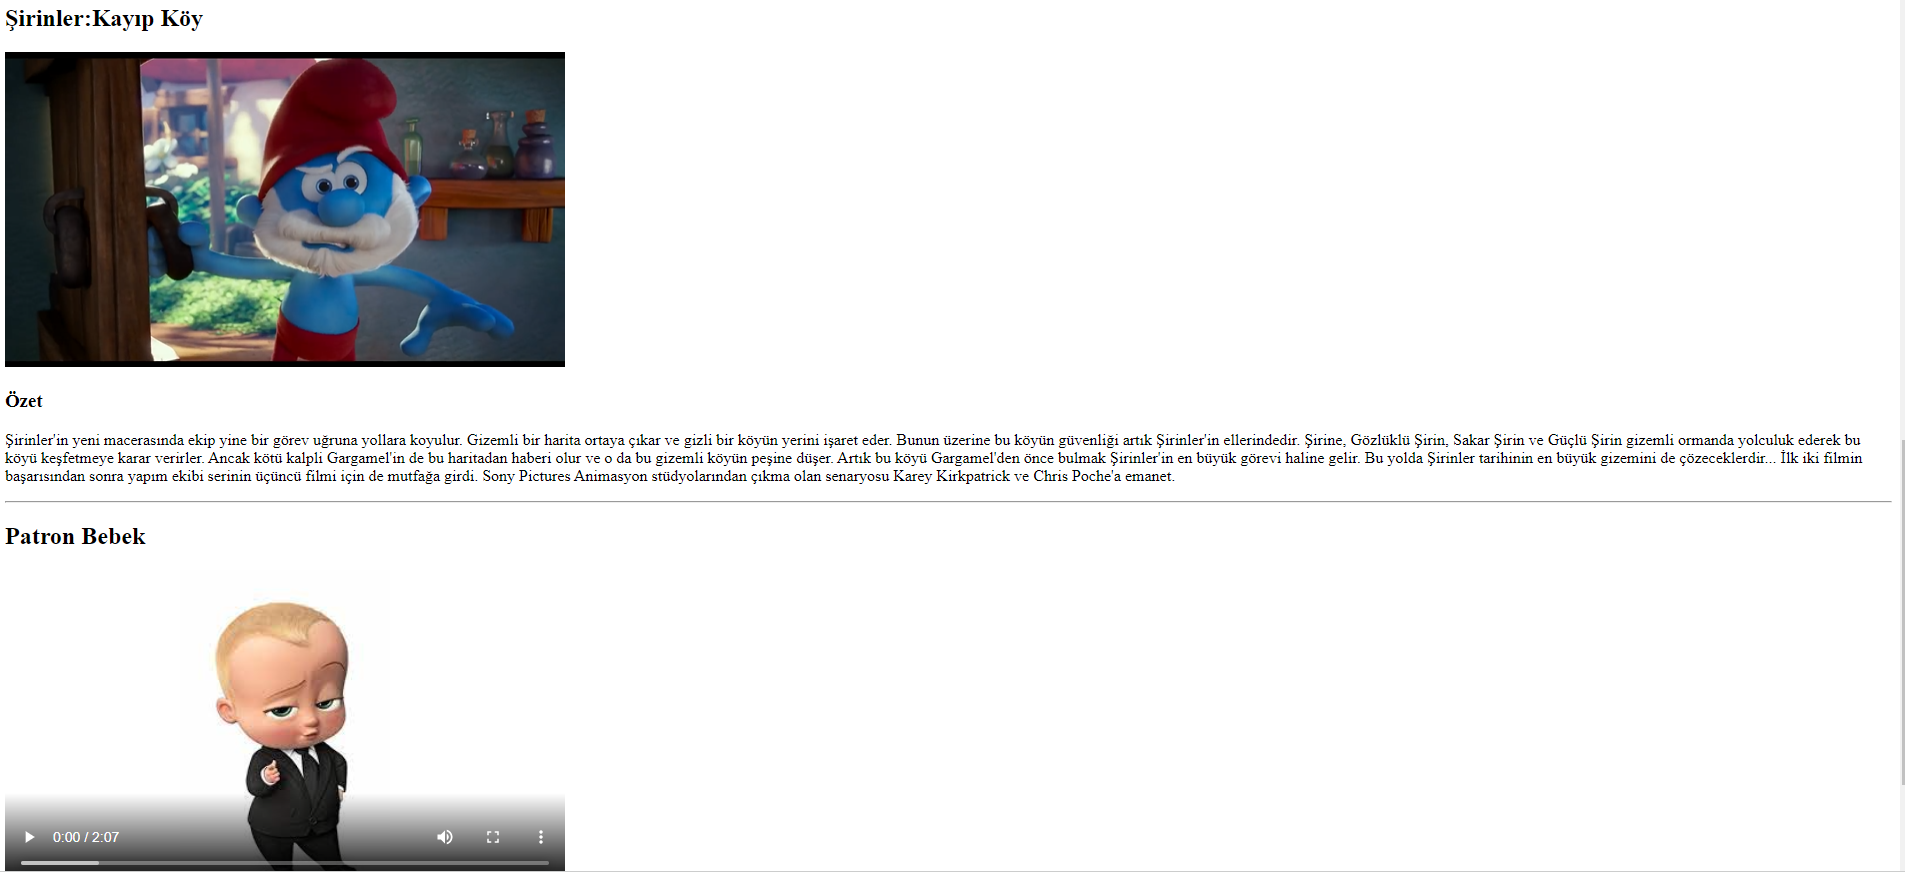 Şirinler:Kayıp Köy
Özet
Şirinler'in yeni macerasında ekip yine bir görev uğruna yollara koyulur. Gizemli bir harita ortaya çıkar ve gizli bir köyün yerini işaret eder. Bunun üzerine bu köyün güvenliği artık Şirinler'in ellerindedir. Şirine, Gözlüklü Şirin, Sakar Şirin ve Güçlü Şirin gizemli ormanda yolculuk ederek bu
köyü keşfetmeye karar verirler. Ancak kötü kalpli Gargamel'in de bu haritadan haberi olur ve o da bu gizemli köyün peşine düşer. Artık bu köyü Gargamel'den önce bulmak Şirinler'in en büyük görevi haline gelir. Bu yolda Şirinler tarihinin en büyük gizemini de çözeceklerdir... İlk iki filmin
başarısından sonra yapım ekibi serinin üçüncü filmi için de mutfağa girdi. Sony Pictures Animasyon stüdyolarından çıkma olan senaryosu Karey Kirkpatrick ve Chris Poche'a emanet.
Patron Bebek
0:00 / 2:07